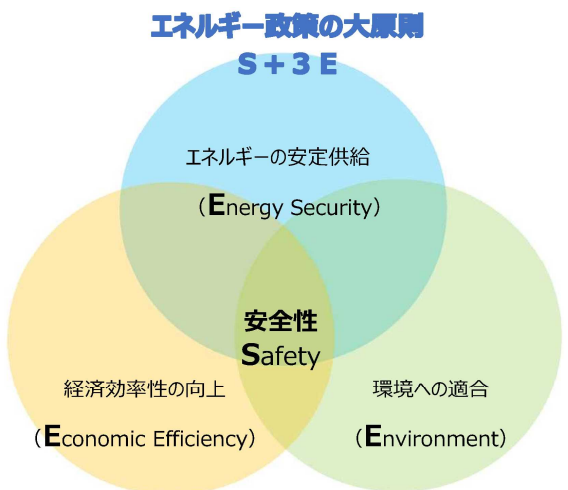 エネルギー政策の大原則
S+3E
エネルギーの安定供給
（Energy Security）
安全性
Safety
経済効率性の向上
（Economic Efficiency）
環境への適合
（Environment）